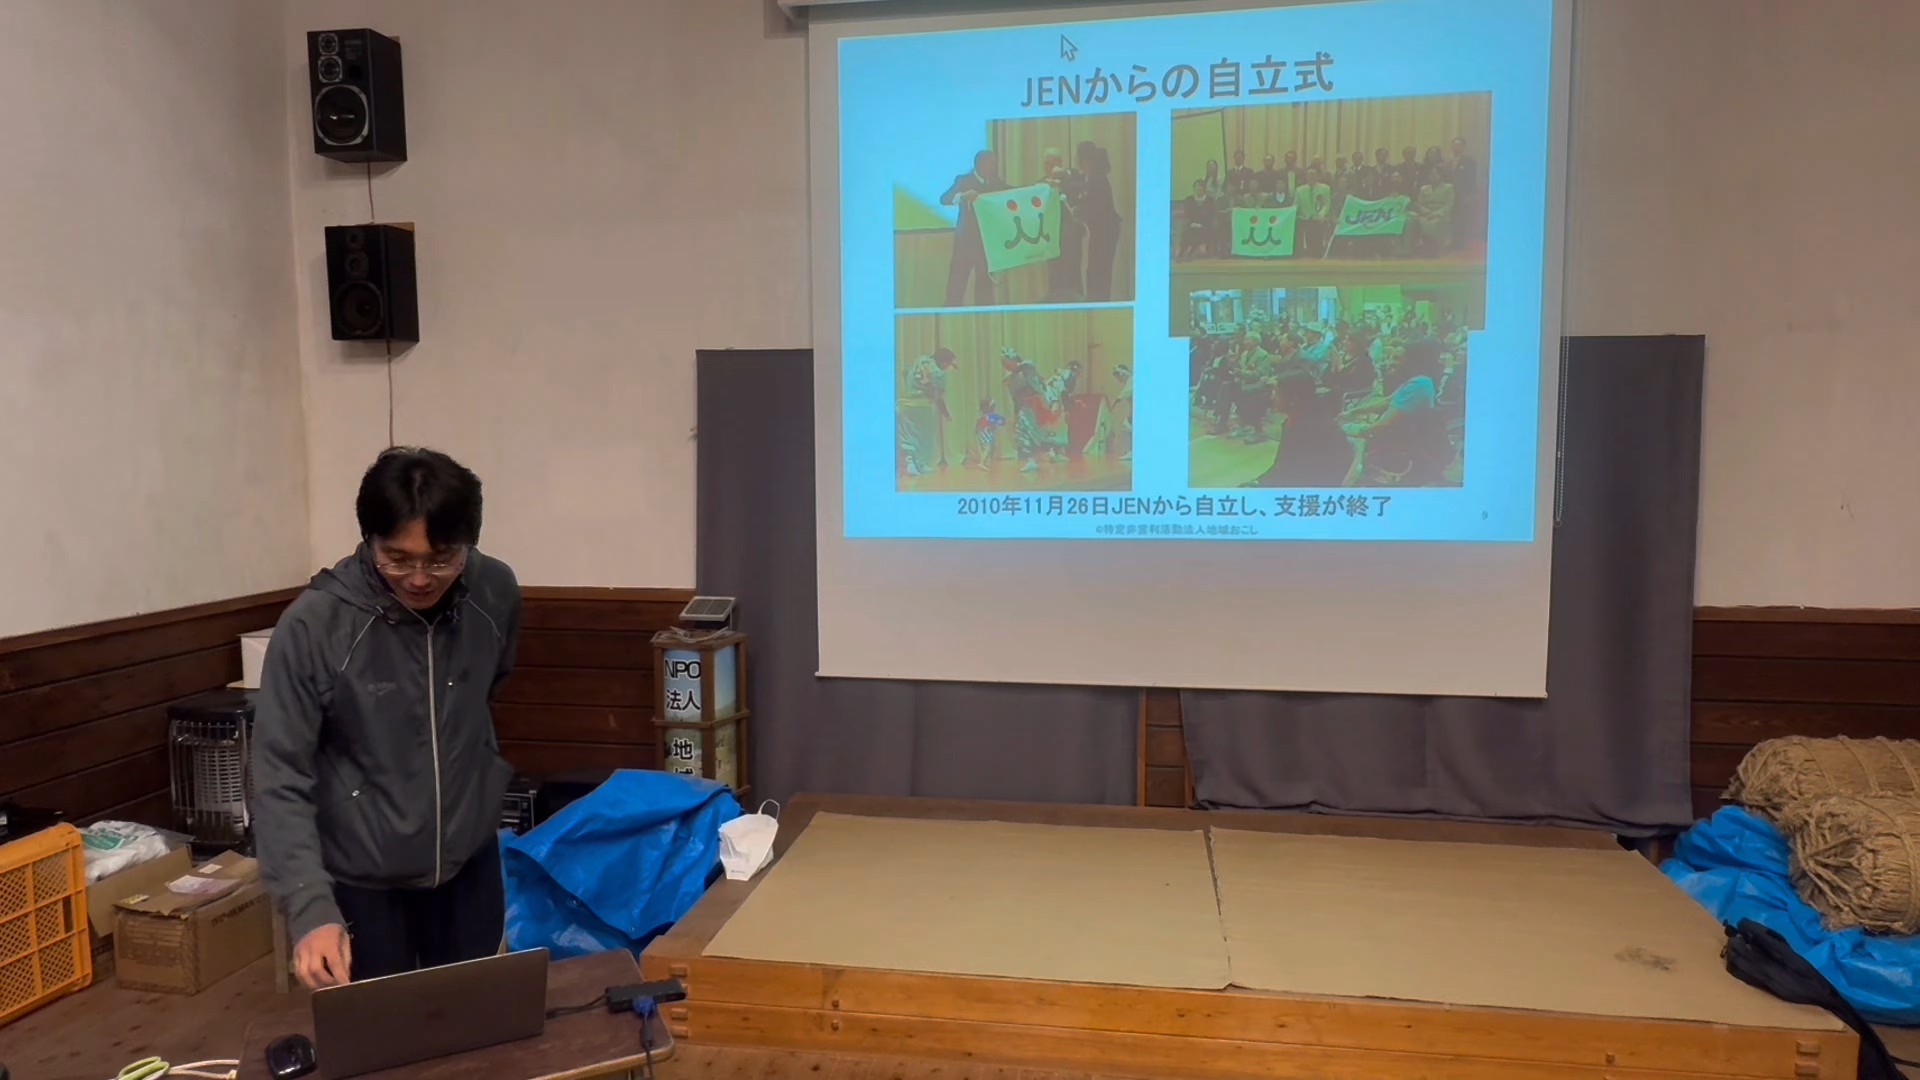 JENからの自立式
JEN
2010年11月26日JENから自立し、支援が終了
©特定非営利活動法人地域おこし
9
NPO
法人
地
域